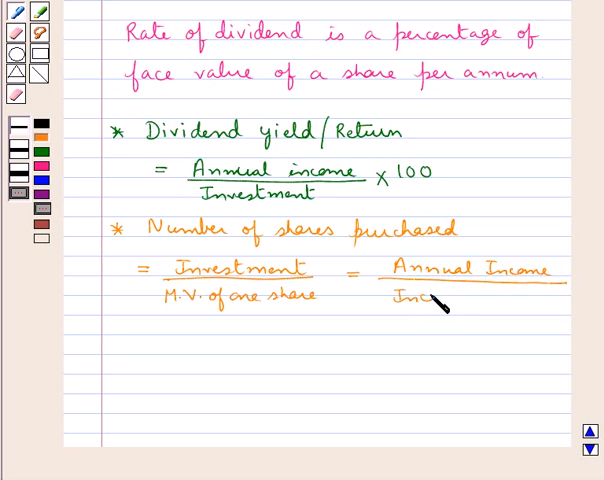 Rate of dividend is a percentage of
face value of a share per annum
* Dividend yield/Return
= Annual income / Investment × 100
* Number of shares purchased
= Investment / M.V. of one share = Annual Income / Inc